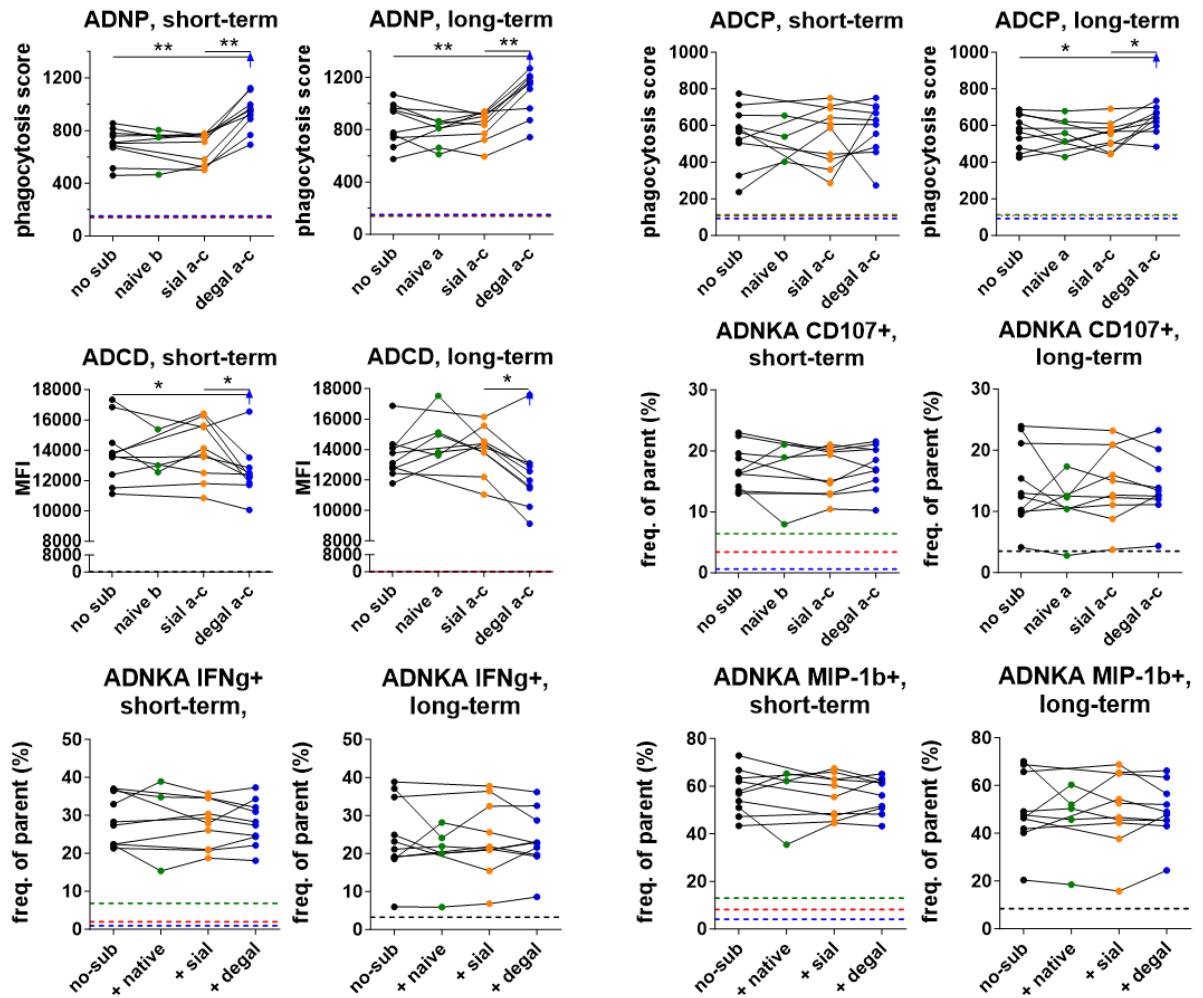 ADNP, short-term
ADNP, long-term
ADCP, short-term
ADCP, long-term
phagocytosis score
1200
800
400
0
** **
no sub
naive b
sial a-c
degal a-c
phagocytosis score
1200
800
400
0
** **
no sub
naive a
sial a-c
degal a-c
phagocytosis score
1000
800
600
400
200
0
no sub
naive b
sial a-c
degal a-c
phagocytosis score
1000
800
600
400
200
0
* *
no sub
naive a
sial a-c
degal a-c
ADCD, short-term
ADCD, long-term
ADNKA CD107+,
short-term
ADNKA CD107+,
long-term
MFI
18000
16000
14000
12000
10000
8000
8000
0
* *
no sub
naive b
sial a-c
degal a-c
MFI
18000
16000
14000
12000
10000
8000
8000
0
*
no sub
naive a
sial a-c
degal a-c
freq. of parent (%)
30
20
10
0
no sub
naive b
sial a-c
degal a-c
freq. of parent (%)
30
20
10
0
no sub
naive a
sial a-c
degal a-c
ADNKA IFNg+
short-term,
ADNKA IFNg+,
long-term
ADNKA MIP-1b+,
short-term
ADNKA MIP-1b+,
long-term
freq. of parent (%)
50
40
30
20
10
0
no-sub
+ native
+ sial
+ degal
freq. of parent (%)
50
40
30
20
10
0
no-sub
+ native
+ sial
+ degal
freq. of parent (%)
80
60
40
20
0
no-sub
+ native
+ sial
+ degal
freq. of parent (%)
80
60
40
20
0
no-sub
+ native
+ sial
+ degal